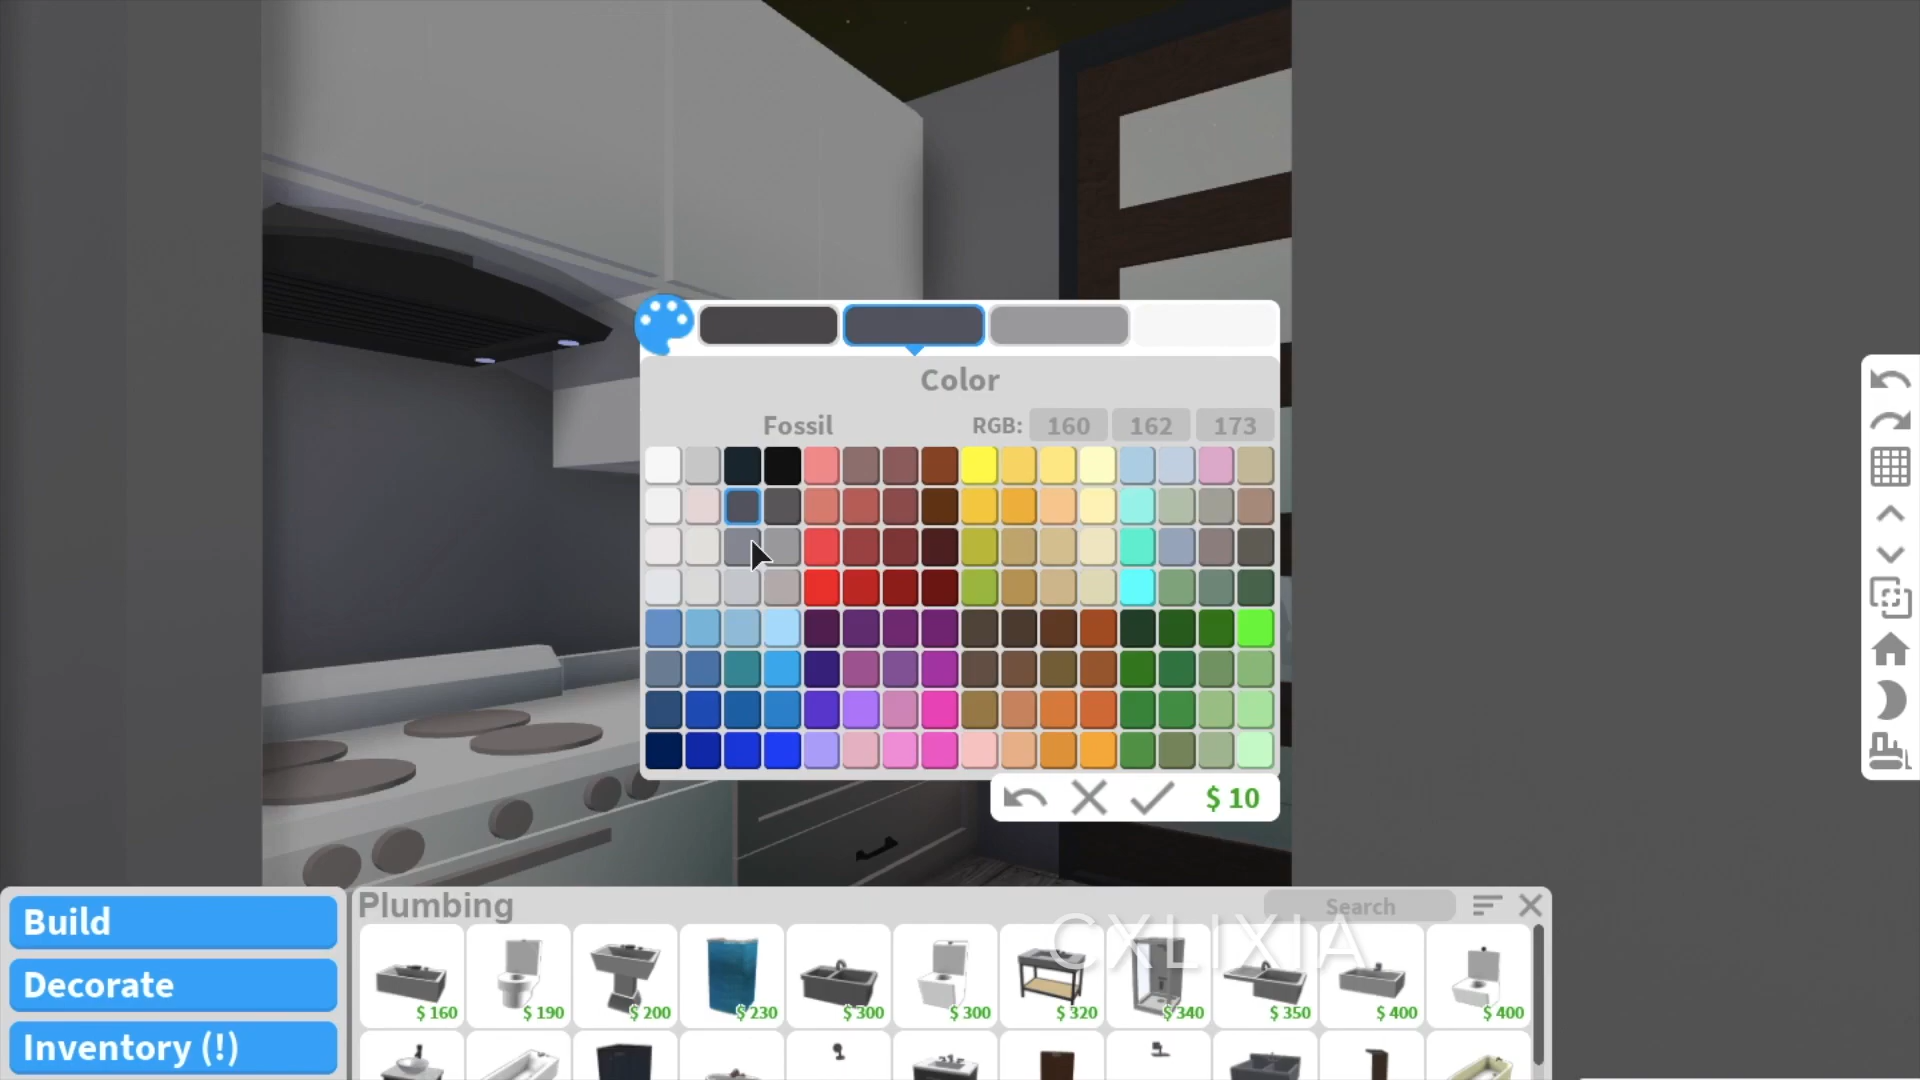 Color
Fossil RGB: 160 162 173
$ 10
Build
Decorate
Inventory (!)
Plumbing
Search
CXLIXIA
$ 160 $ 190 $ 200 $ 230 $ 300 $ 300 $ 320 $ 340 $ 350 $ 400 $ 400